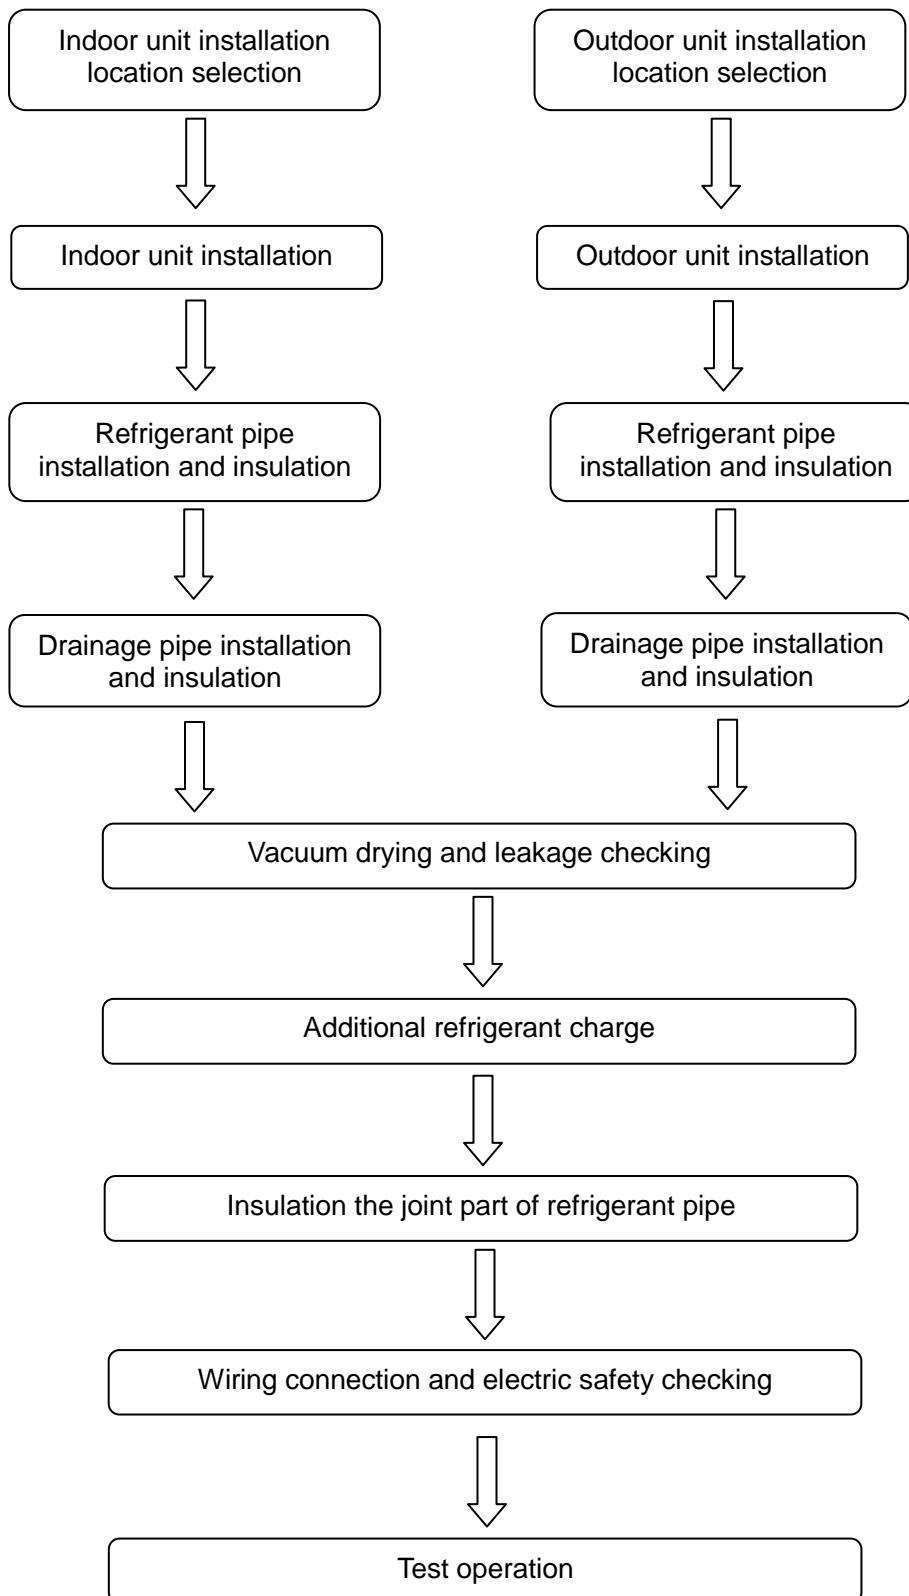 Indoor unit installation
location selection
Outdoor unit installation
location selection
Indoor unit installation
Outdoor unit installation
Refrigerant pipe
installation and insulation
Refrigerant pipe
installation and insulation
Drainage pipe installation
and insulation
Drainage pipe installation
and insulation
Vacuum drying and leakage checking
Additional refrigerant charge
Insulation the joint part of refrigerant pipe
Wiring connection and electric safety checking
Test operation